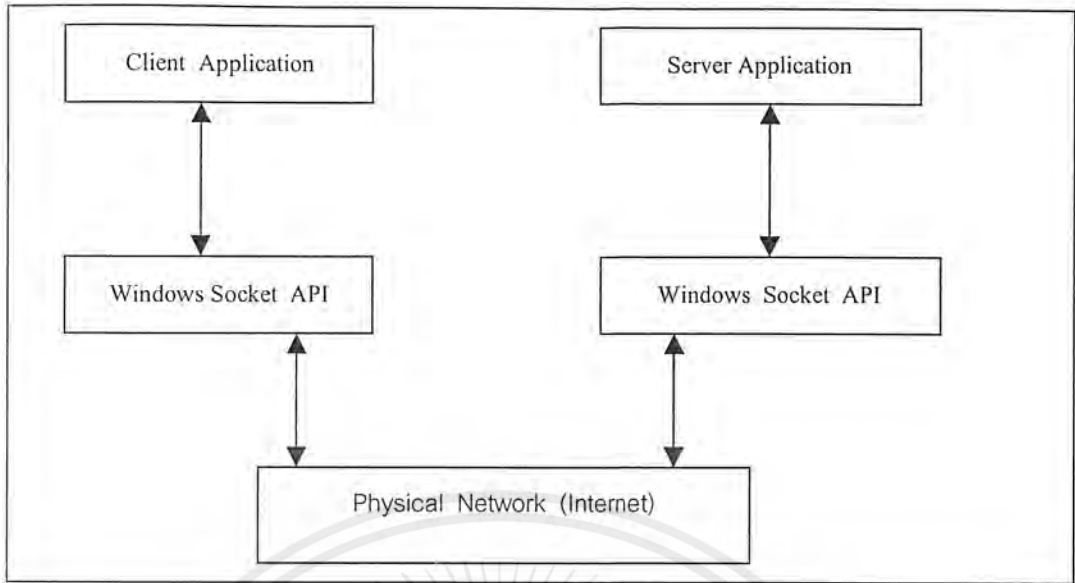 Client Application
Server Application
Windows Socket API
Windows Socket API
Physical Network (Internet)